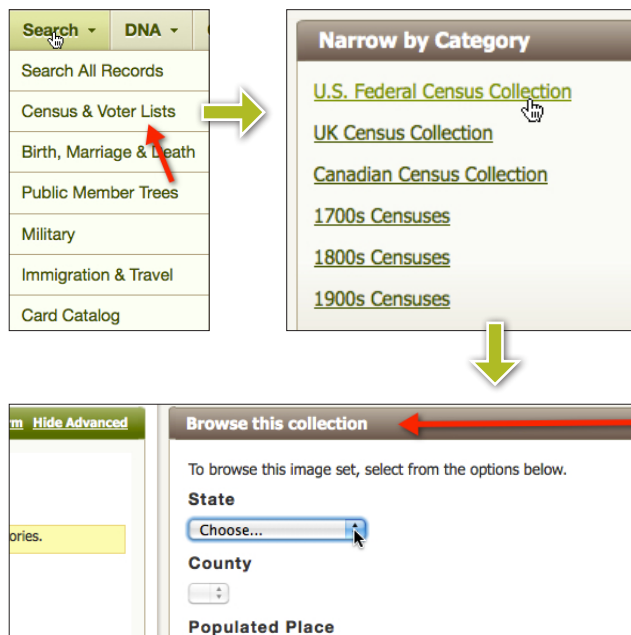 Search DNA
Search All Records
Census & Voter Lists
Birth, Marriage & Death
Public Member Trees
Military
Immigration & Travel
Card Catalog
Narrow by Category
U.S. Federal Census Collection
UK Census Collection
Canadian Census Collection
1700s Censuses
1800s Censuses
1900s Censuses
Hide Advanced
ories.
Browse this collection
To browse this image set, select from the options below.
State
Choose...
County
Populated Place